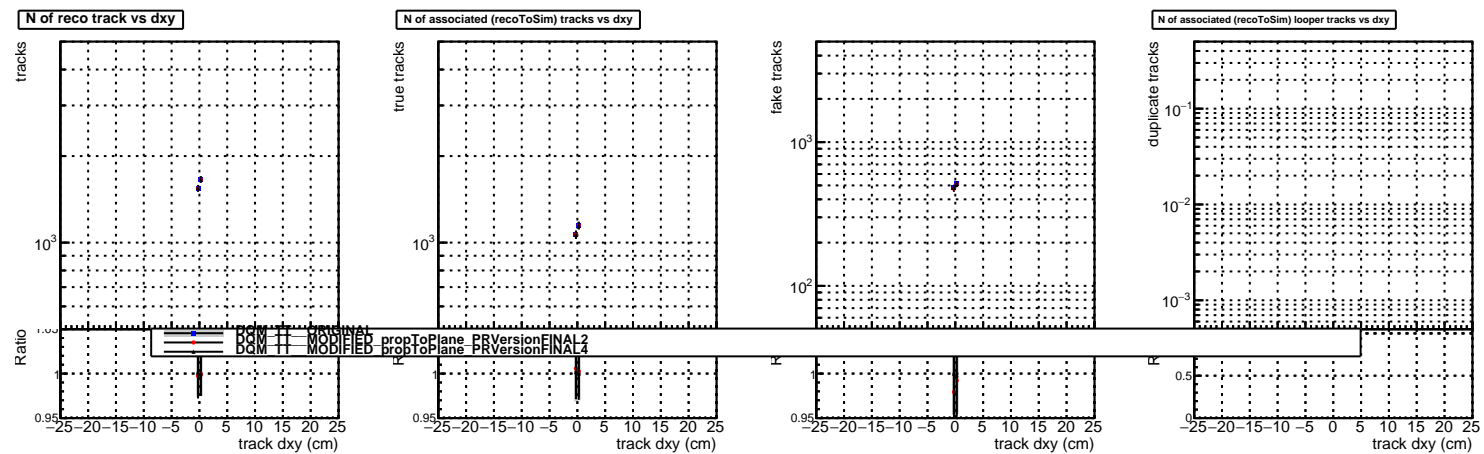 N of reco track vs dxy
tracks
10³
Ratio
1
0.95
−25−20−15−10−5 0 5 10 15 20 25
track dxy (cm)
N of associated (recoToSim) tracks vs dxy
true tracks
10³
1
0.95
−25−20−15−10−5 0 5 10 15 20 25
track dxy (cm)
fake tracks
10³
10²
1
0.95
−25−20−15−10−5 0 5 10 15 20 25
track dxy (cm)
N of associated (recoToSim) looper tracks vs dxy
duplicate tracks
10⁻¹
10⁻²
10⁻³
0.5
0
−25−20−15−10−5 0 5 10 15 20 25
track dxy (cm)
DQM_TT__ORIGINAL
DQM_TT__MODIFIED_propToPlane_PRVersionFINAL2
DQM_TT__MODIFIED_propToPlane_PRVersionFINAL4